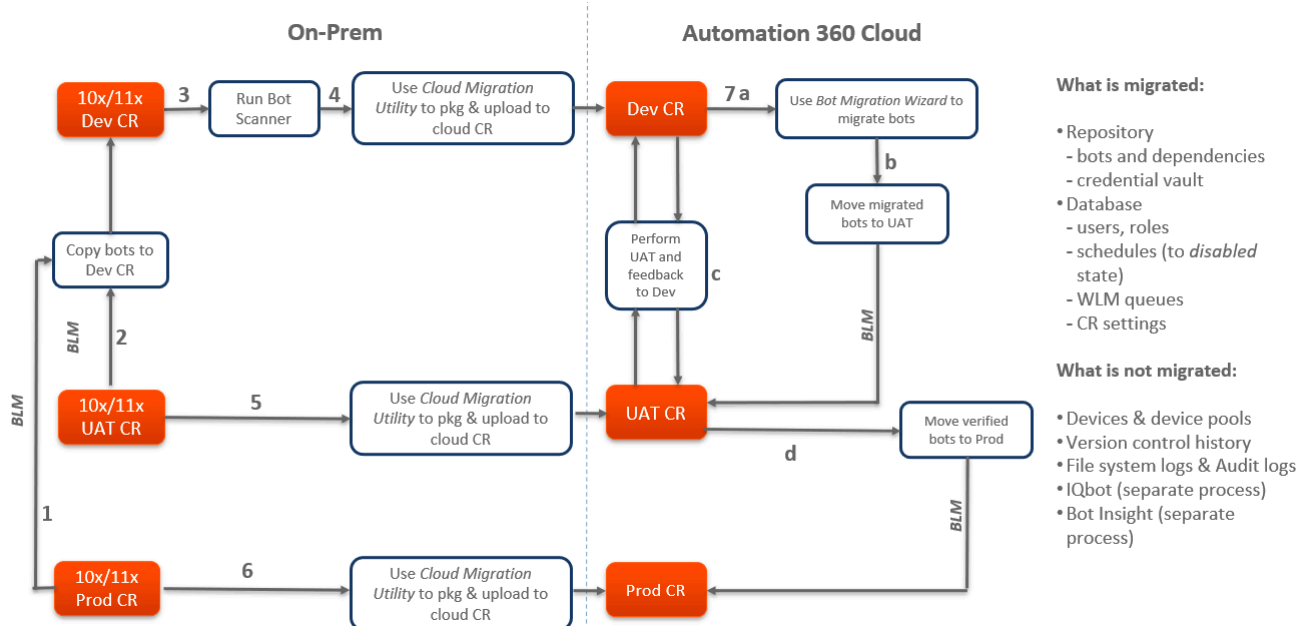 On-Prem
Automation 360 Cloud
10x/11x
Dev CR
3
Run Bot
Scanner
4
Use Cloud Migration
Utility to pkg & upload to
cloud CR
Dev CR
7 a
Use Bot Migration Wizard to
migrate bots
b
Move migrated
bots to UAT
Copy bots to
Dev CR
Perform
UAT and
feedback
to Dev
c
BLM
2
BLM
BLM
10x/11x
UAT CR
5
Use Cloud Migration
Utility to pkg & upload to
cloud CR
UAT CR
d
Move verified
bots to Prod
BLM
1
10x/11x
Prod CR
6
Use Cloud Migration
Utility to pkg & upload to
cloud CR
Prod CR
What is migrated:
• Repository
- bots and dependencies
- credential vault
• Database
- users, roles
- schedules (to disabled
state)
- WLM queues
- CR settings
What is not migrated:
• Devices & device pools
• Version control history
• File system logs & Audit logs
• IQbot (separate process)
• Bot Insight (separate
process)